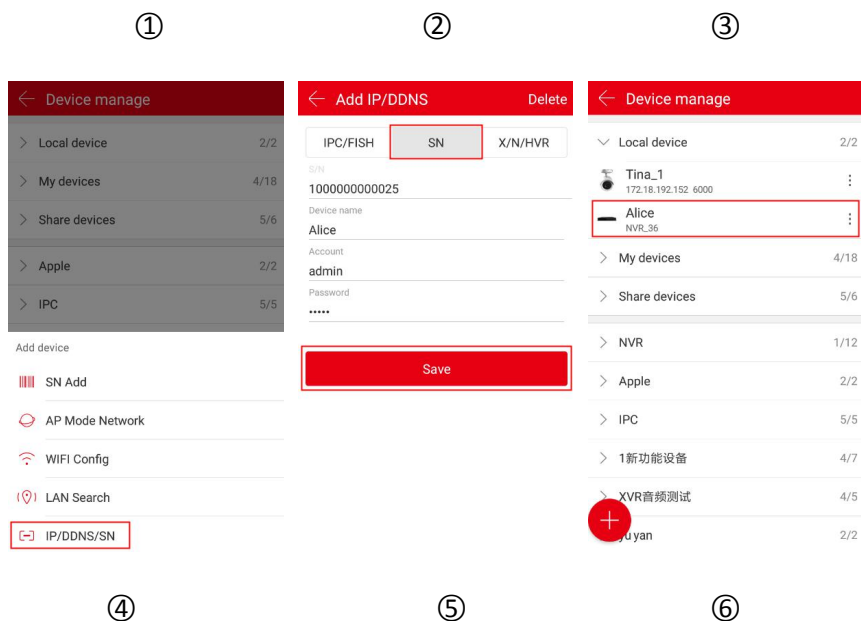 ① ② ③
Device manage
Local device 2/2
My devices 4/18
Share devices 5/6
Apple 2/2
IPC 5/5
Add device
SN Add
AP Mode Network
WIFI Config
LAN Search
IP/DDNS/SN
Add IP/DDNS Delete
IPC/FISH SN X/N/HVR
S/N
1000000000025
Device name
Alice
Account
admin
Password
•••••
Save
Device manage
Local device 2/2
Tina_1
172.18.192.152 6000
Alice
NVR_36
My devices 4/18
Share devices 5/6
NVR 1/12
Apple 2/2
IPC 5/5
1新功能设备 4/7
XVR音频测试 4/5
yu yan 2/2
④ ⑤ ⑥